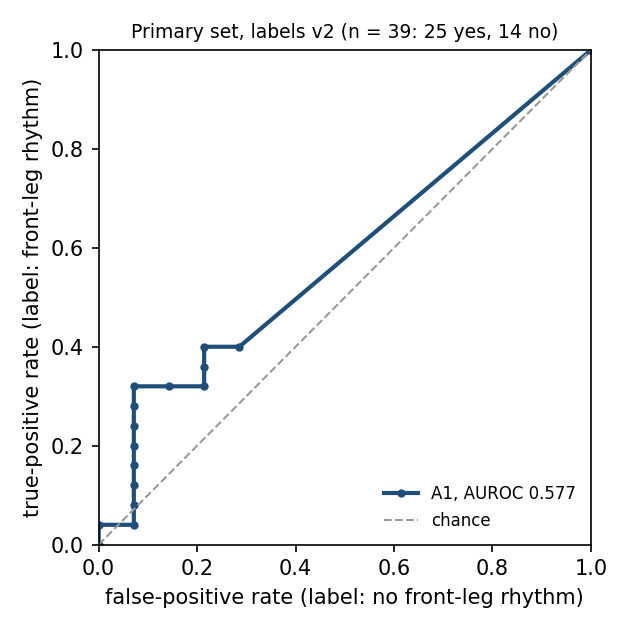 Primary set, labels v2 (n = 39: 25 yes, 14 no)
1.0
0.8
0.6
0.4
0.2
0.0
true-positive rate (label: front-leg rhythm)
A1, AUROC 0.577
chance
0.0 0.2 0.4 0.6 0.8 1.0
false-positive rate (label: no front-leg rhythm)